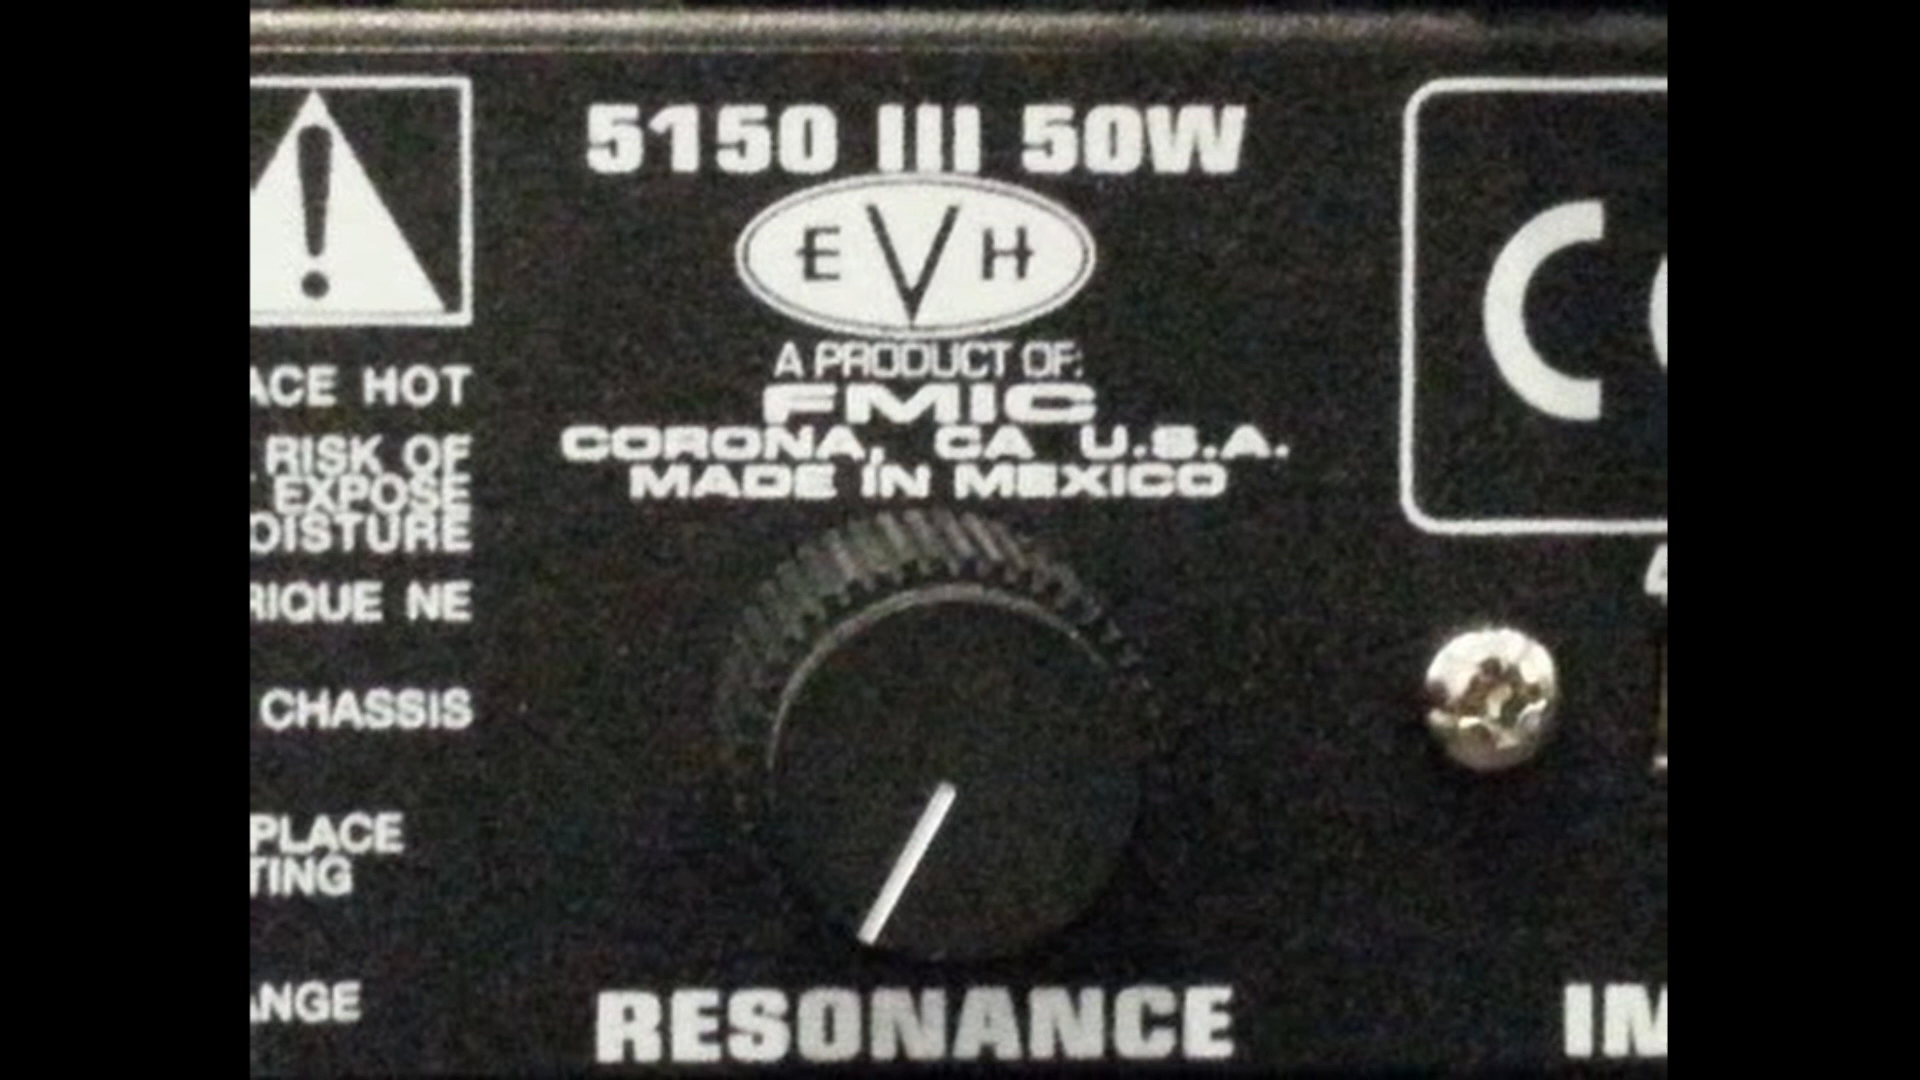 5150 III 50W
EVH
A PRODUCT OF:
FMIC
CORONA, CA U.S.A.
MADE IN MEXICO
ACE HOT
RISK OF
EXPOSE
OISTURE
RIQUE NE
CHASSIS
PLACE
TING
ANGE
RESONANCE
CE
IM